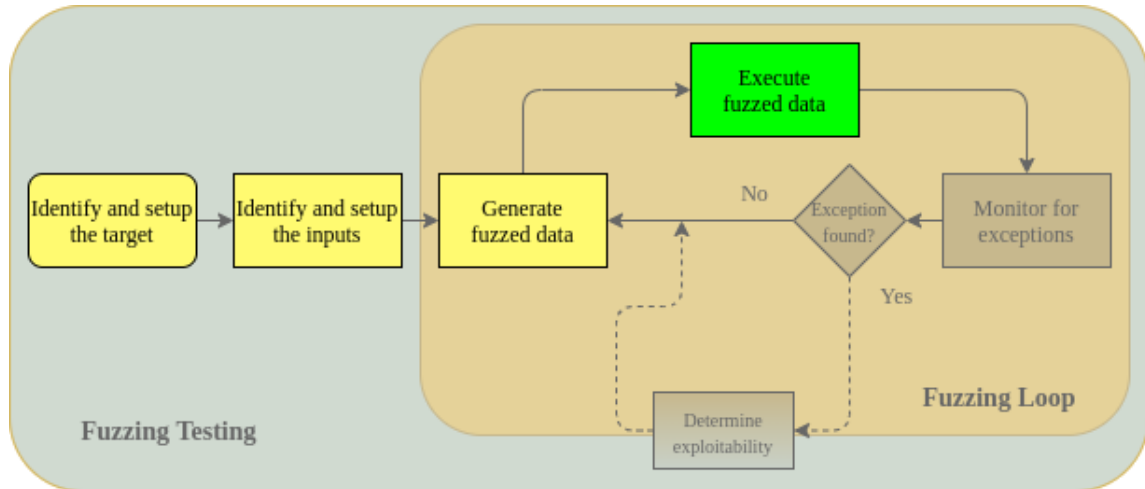 Execute
fuzzed data
Identify and setup
the target
Identify and setup
the inputs
Generate
fuzzed data
No
Exception
found?
Monitor for
exceptions
Yes
Determine
exploitability
Fuzzing Loop
Fuzzing Testing